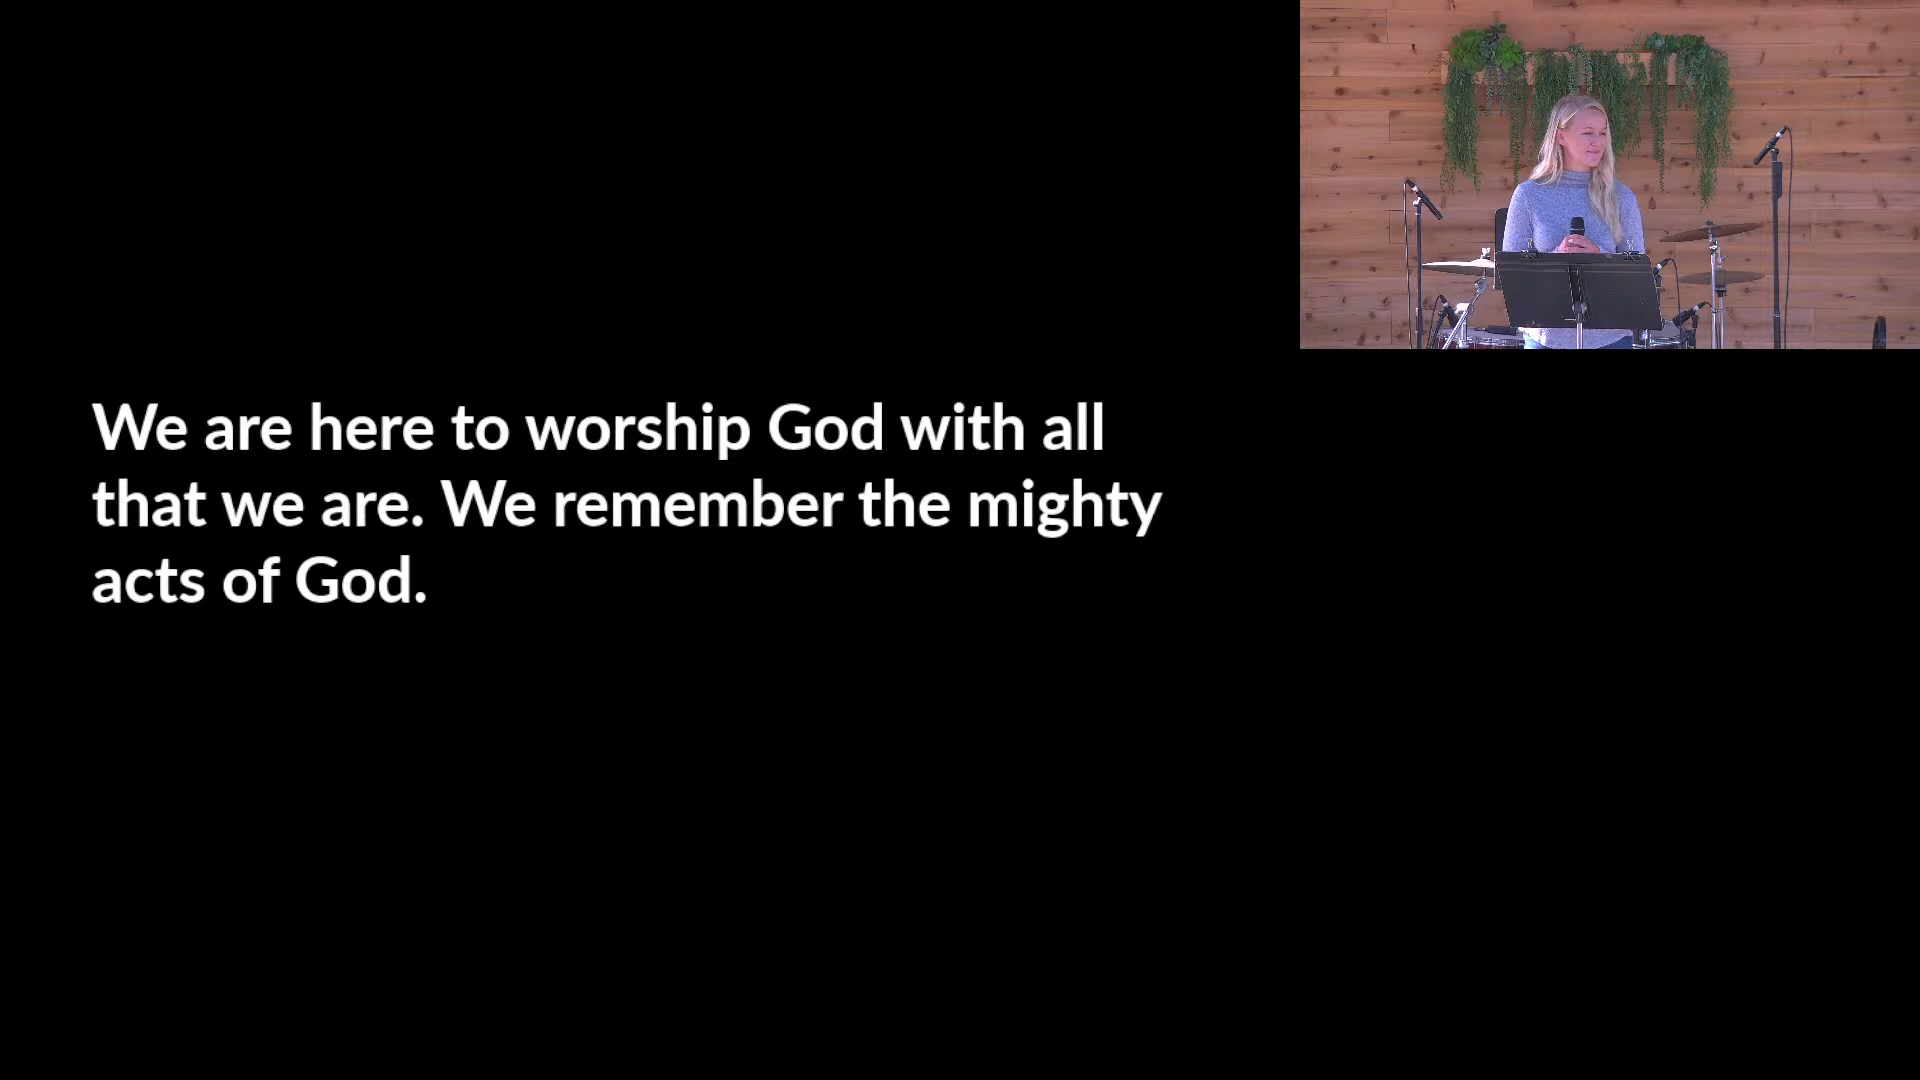 We are here to worship God with all
that we are. We remember the mighty
acts of God.